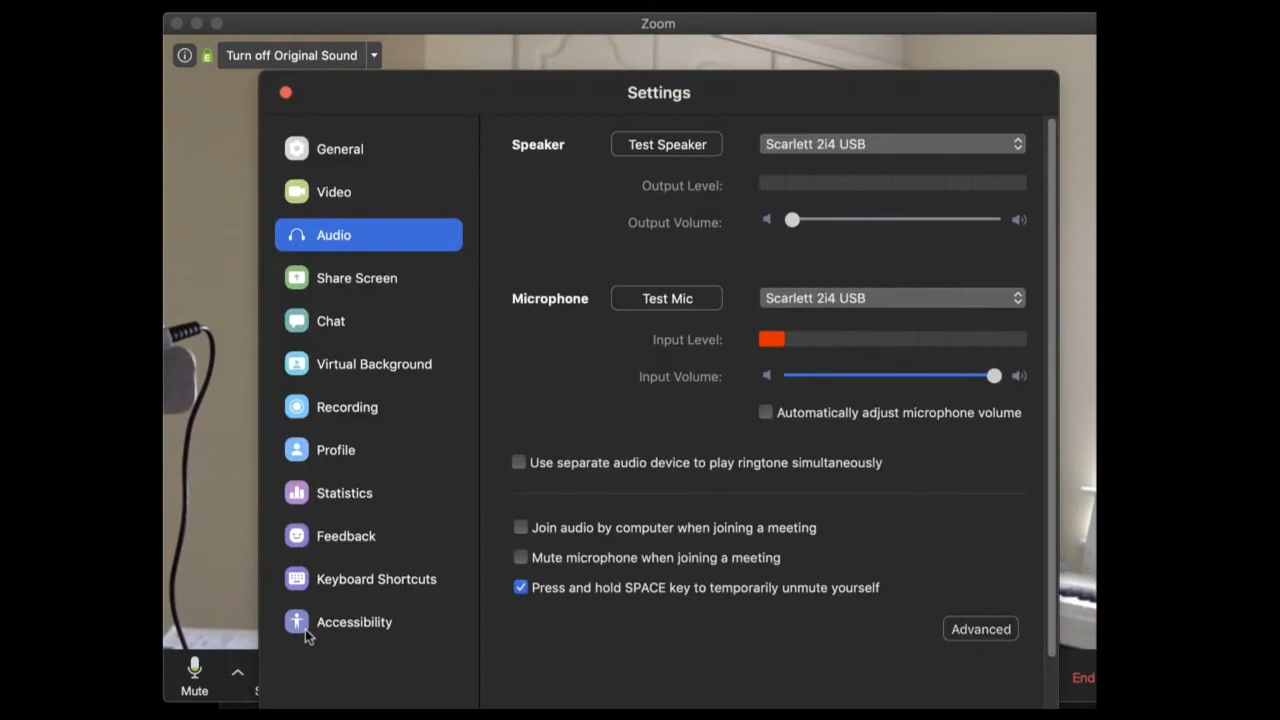 Zoom
Turn off Original Sound
Settings
General
Video
Audio
Share Screen
Chat
Virtual Background
Recording
Profile
Statistics
Feedback
Keyboard Shortcuts
Accessibility
Speaker
Test Speaker
Scarlett 2i4 USB
Output Level:
Output Volume:
Microphone
Test Mic
Scarlett 2i4 USB
Input Level:
Input Volume:
Automatically adjust microphone volume
Use separate audio device to play ringtone simultaneously
Join audio by computer when joining a meeting
Mute microphone when joining a meeting
Press and hold SPACE key to temporarily unmute yourself
Advanced
Mute
End